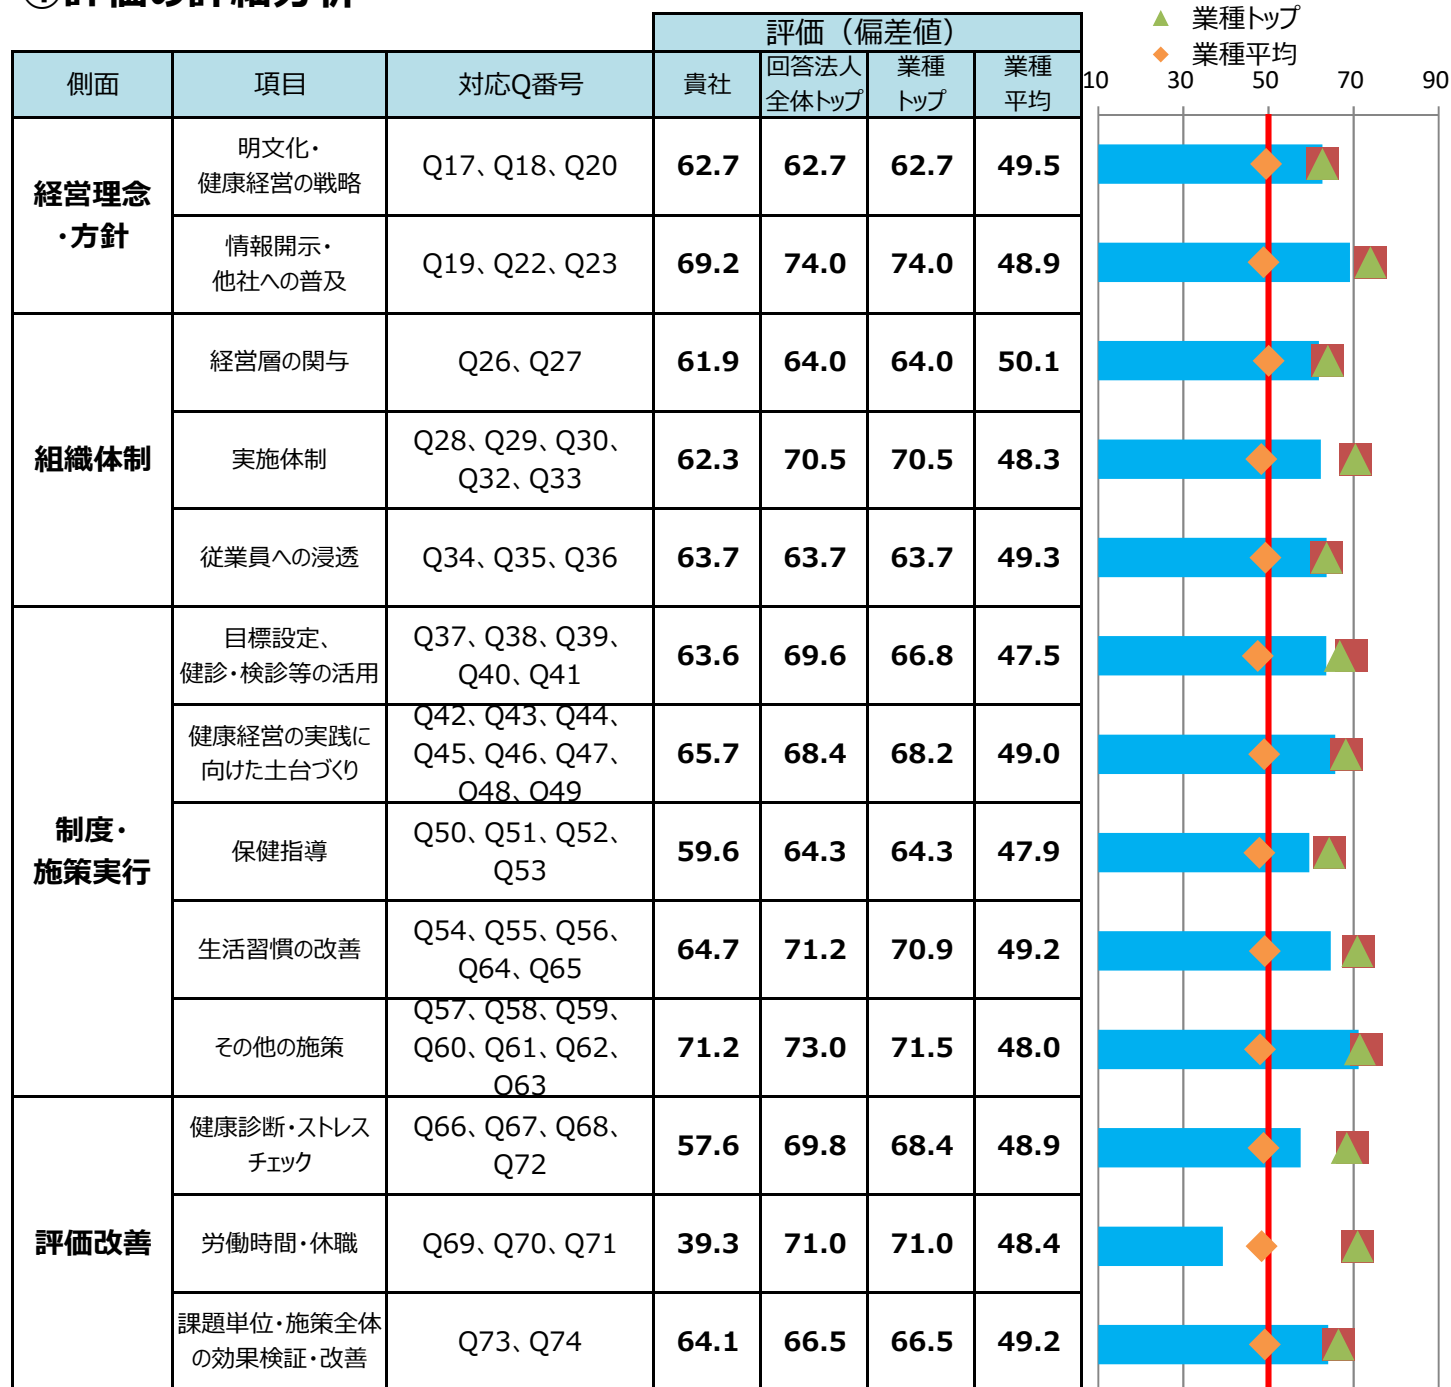 ①評価の詳細分析
業種トップ
業種平均
評価（偏差値）
側面 項目 対応Q番号 貴社 回答法人全体トップ 業種トップ 業種平均
10 30 50 70 90
経営理念・方針
明文化・健康経営の戦略 Q17、Q18、Q20 62.7 62.7 62.7 49.5
情報開示・他社への普及 Q19、Q22、Q23 69.2 74.0 74.0 48.9
組織体制
経営層の関与 Q26、Q27 61.9 64.0 64.0 50.1
実施体制 Q28、Q29、Q30、Q32、Q33 62.3 70.5 70.5 48.3
従業員への浸透 Q34、Q35、Q36 63.7 63.7 63.7 49.3
制度・施策実行
目標設定、健診・検診等の活用 Q37、Q38、Q39、Q40、Q41 63.6 69.6 66.8 47.5
健康経営の実践に向けた土台づくり Q42、Q43、Q44、Q45、Q46、Q47、Q48、Q49 65.7 68.4 68.2 49.0
保健指導 Q50、Q51、Q52、Q53 59.6 64.3 64.3 47.9
生活習慣の改善 Q54、Q55、Q56、Q64、Q65 64.7 71.2 70.9 49.2
その他の施策 Q57、Q58、Q59、Q60、Q61、Q62、Q63 71.2 73.0 71.5 48.0
評価改善
健康診断・ストレスチェック Q66、Q67、Q68、Q72 57.6 69.8 68.4 48.9
労働時間・休職 Q69、Q70、Q71 39.3 71.0 71.0 48.4
課題単位・施策全体の効果検証・改善 Q73、Q74 64.1 66.5 66.5 49.2